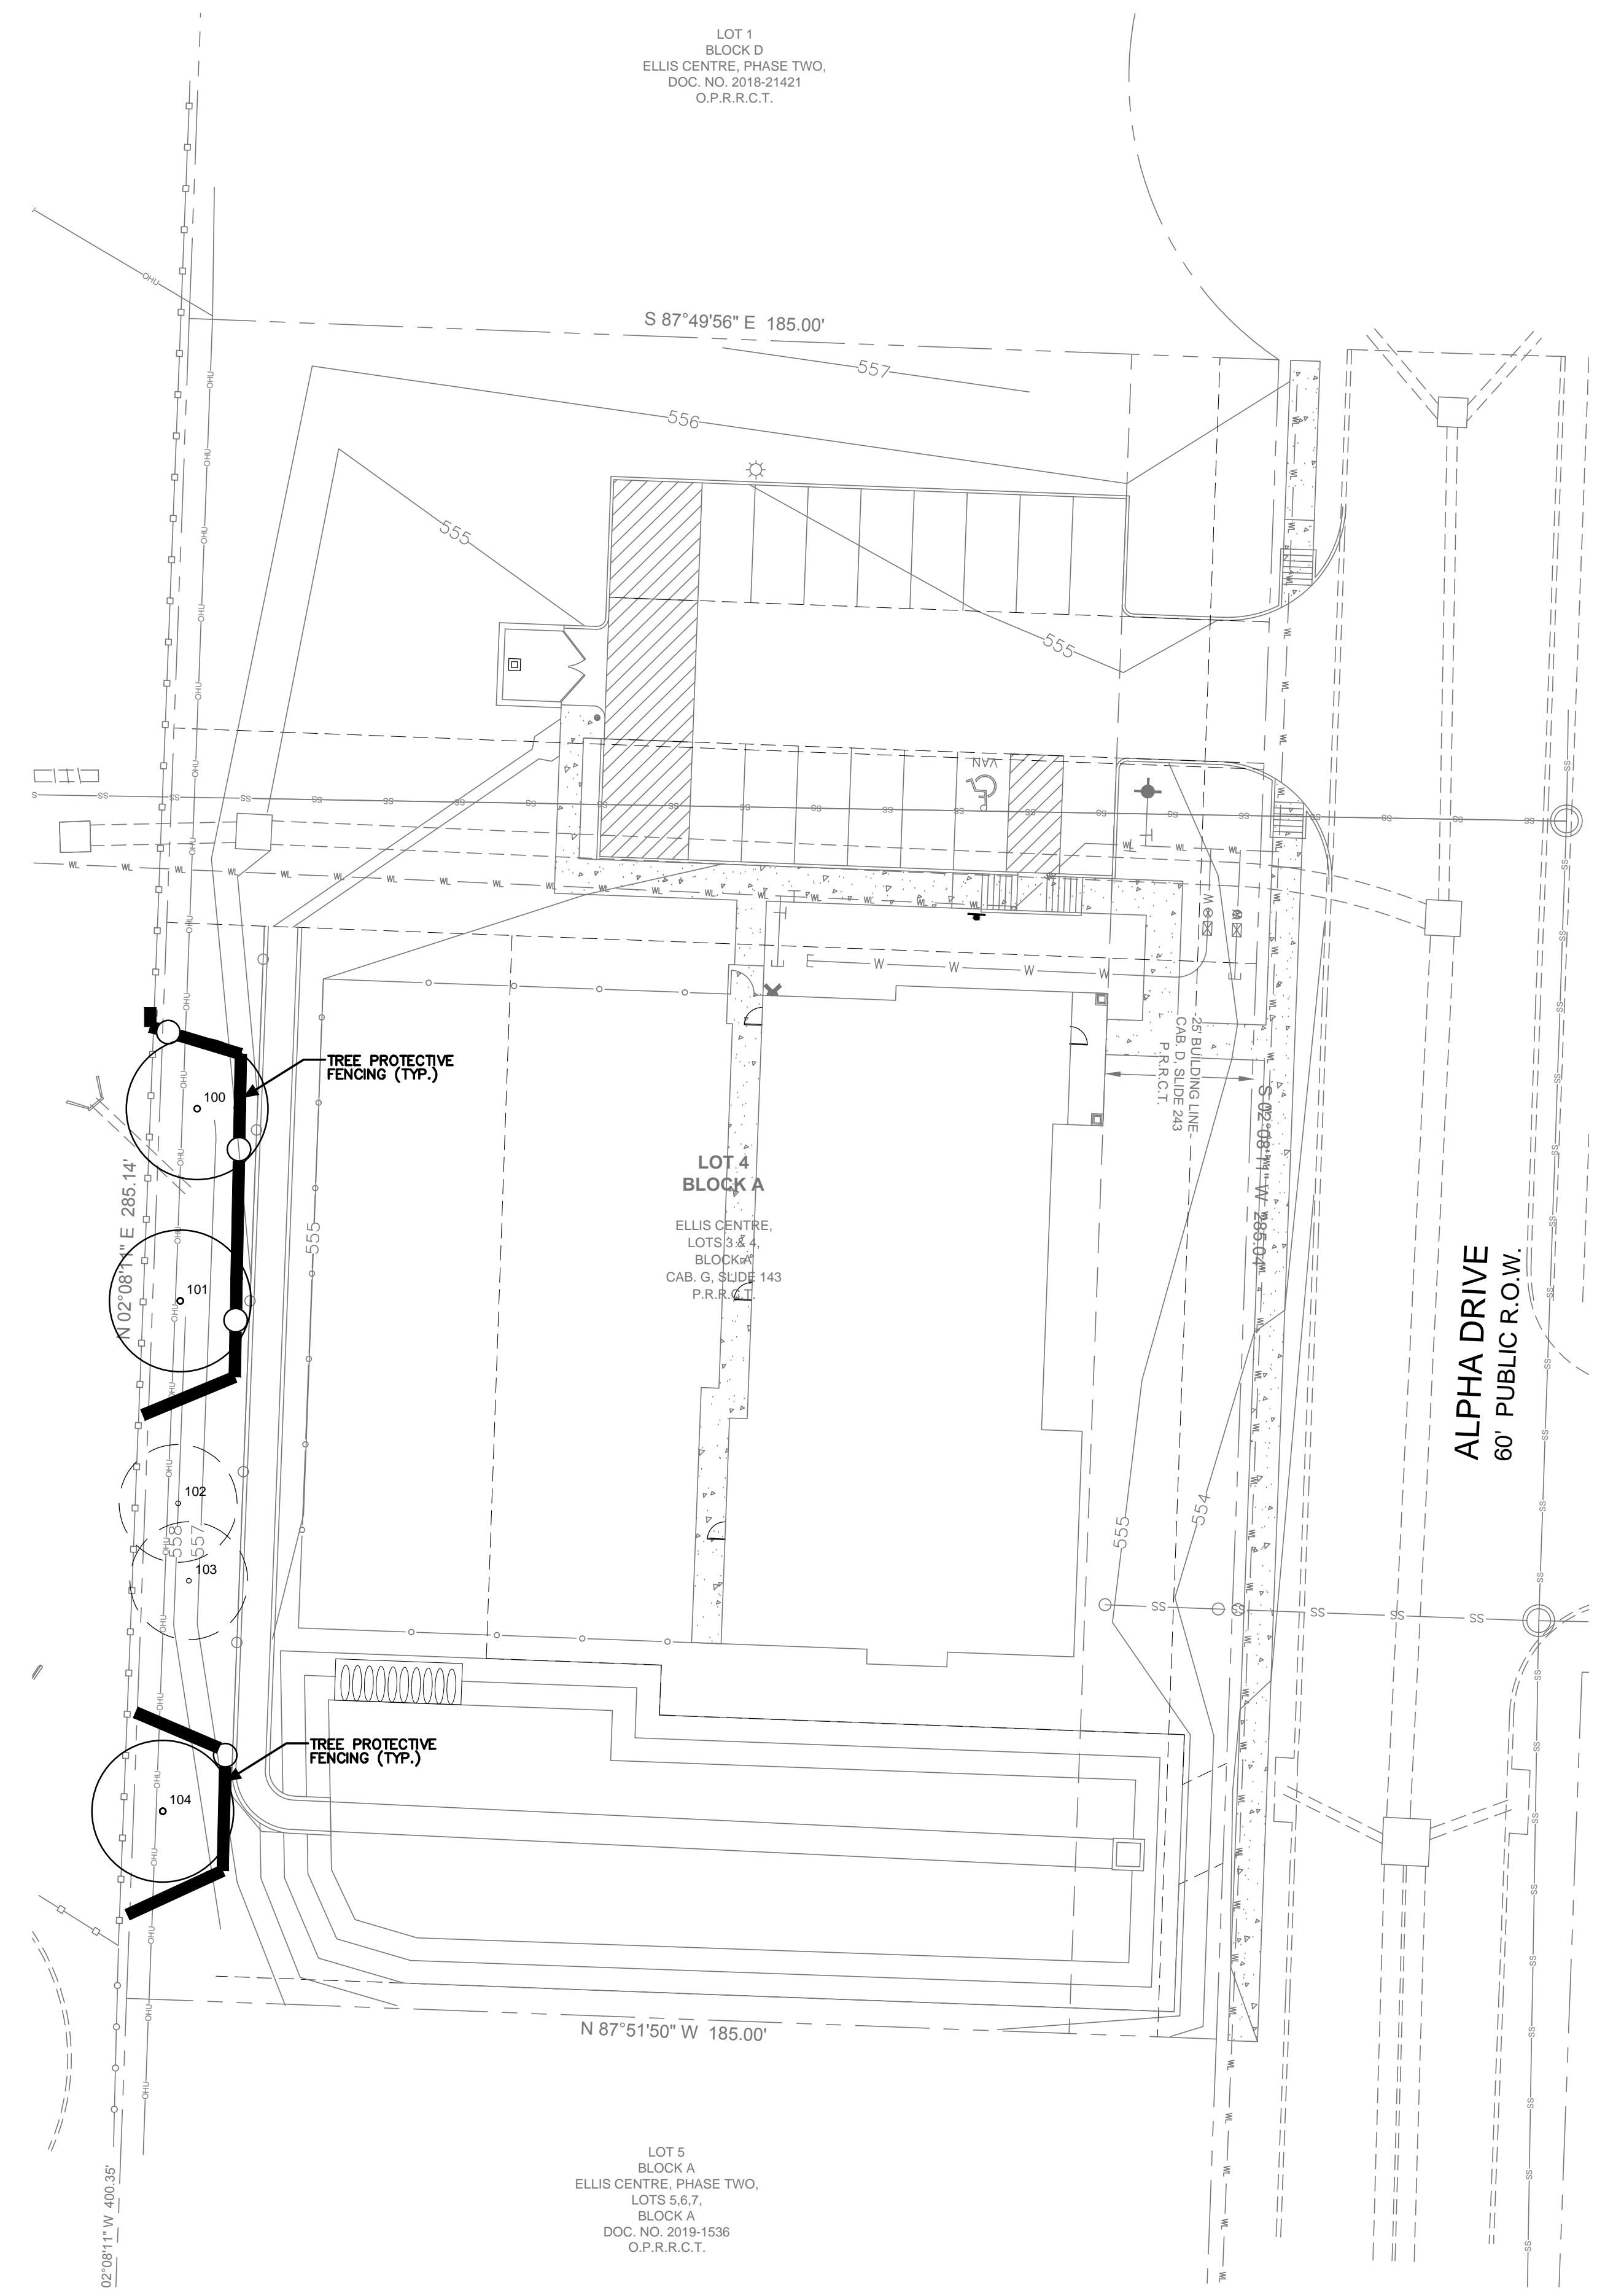 LOT 1
BLOCK D
ELLIS CENTRE, PHASE TWO,
DOC. NO. 2018-21421
O.P.R.R.C.T.
OHU
S 87°49'56" E 185.00'
557
556
555
555
VAN
SS
WL
W
TREE PROTECTIVE
FENCING (TYP.)
100
25' BUILDING LINE
CAB. D, SLIDE 243
P.R.R.C.T.
S 02°08'11" W 285.04'
N 02°08'11" E 285.14'
555
LOT 4
BLOCK A
ELLIS CENTRE,
LOTS 3 & 4,
BLOCK A
CAB. G, SLIDE 143
P.R.R.C.T.
101
ALPHA DRIVE
60' PUBLIC R.O.W.
102
558
557
103
555
554
TREE PROTECTIVE
FENCING (TYP.)
104
N 87°51'50" W 185.00'
02°08'11" W 400.35'
LOT 5
BLOCK A
ELLIS CENTRE, PHASE TWO,
LOTS 5,6,7,
BLOCK A
DOC. NO. 2019-1536
O.P.R.R.C.T.